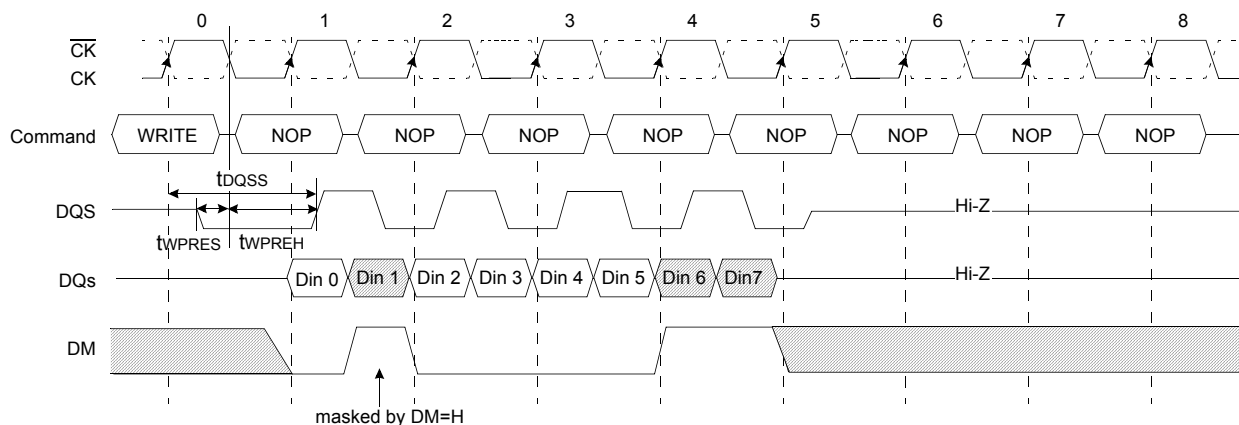 0 1 2 3 4 5 6 7 8
CK
CK
Command WRITE NOP NOP NOP NOP NOP NOP NOP NOP
tDQSS
DQS Hi-Z
tWPRES tWPREH
DQs Din 0 Din 1 Din 2 Din 3 Din 4 Din 5 Din 6 Din7 Hi-Z
DM
masked by DM=H